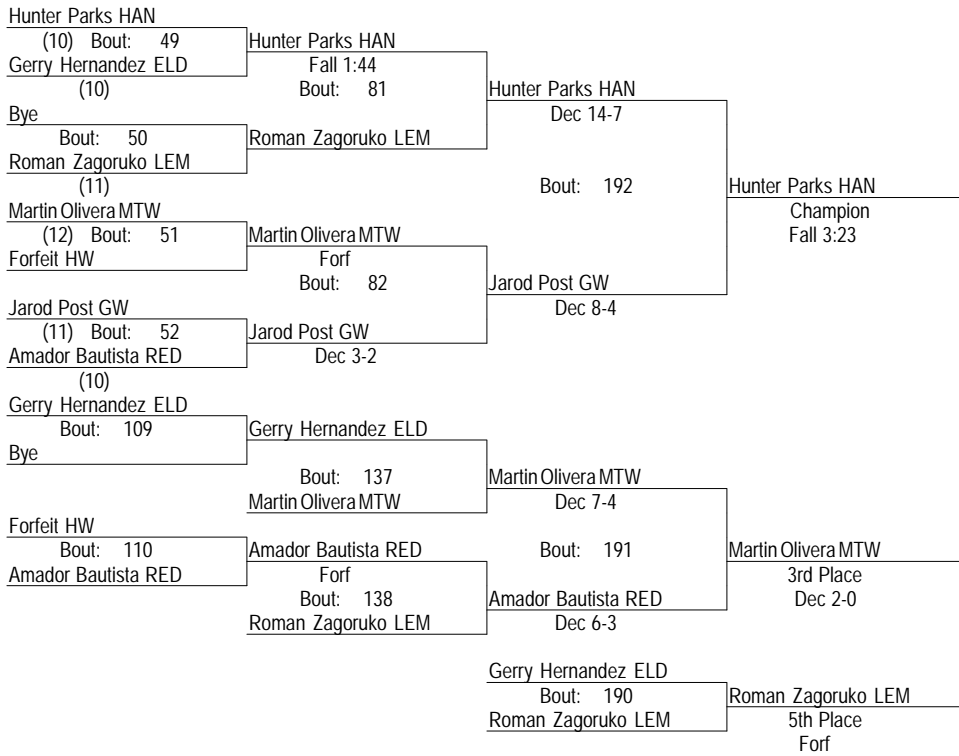 Hunter Parks HAN
(10) Bout: 49
Hunter Parks HAN
Gerry Hernandez ELD
Fall 1:44
(10)
Bout: 81
Hunter Parks HAN
Bye
Dec 14-7
Bout: 50
Roman Zagoruko LEM
Roman Zagoruko LEM
(11)
Bout: 192
Hunter Parks HAN
Martin Olivera MTW
Champion
(12) Bout: 51
Martin Olivera MTW
Fall 3:23
Forfeit HW
Forf
Bout: 82
Jarod Post GW
Jarod Post GW
Dec 8-4
(11) Bout: 52
Jarod Post GW
Amador Bautista RED
Dec 3-2
(10)
Gerry Hernandez ELD
Bout: 109
Gerry Hernandez ELD
Bye
Bout: 137
Martin Olivera MTW
Martin Olivera MTW
Dec 7-4
Forfeit HW
Bout: 110
Amador Bautista RED
Bout: 191
Martin Olivera MTW
Amador Bautista RED
Forf
3rd Place
Bout: 138
Amador Bautista RED
Dec 2-0
Roman Zagoruko LEM
Dec 6-3
Gerry Hernandez ELD
Bout: 190
Roman Zagoruko LEM
Roman Zagoruko LEM
5th Place
Forf